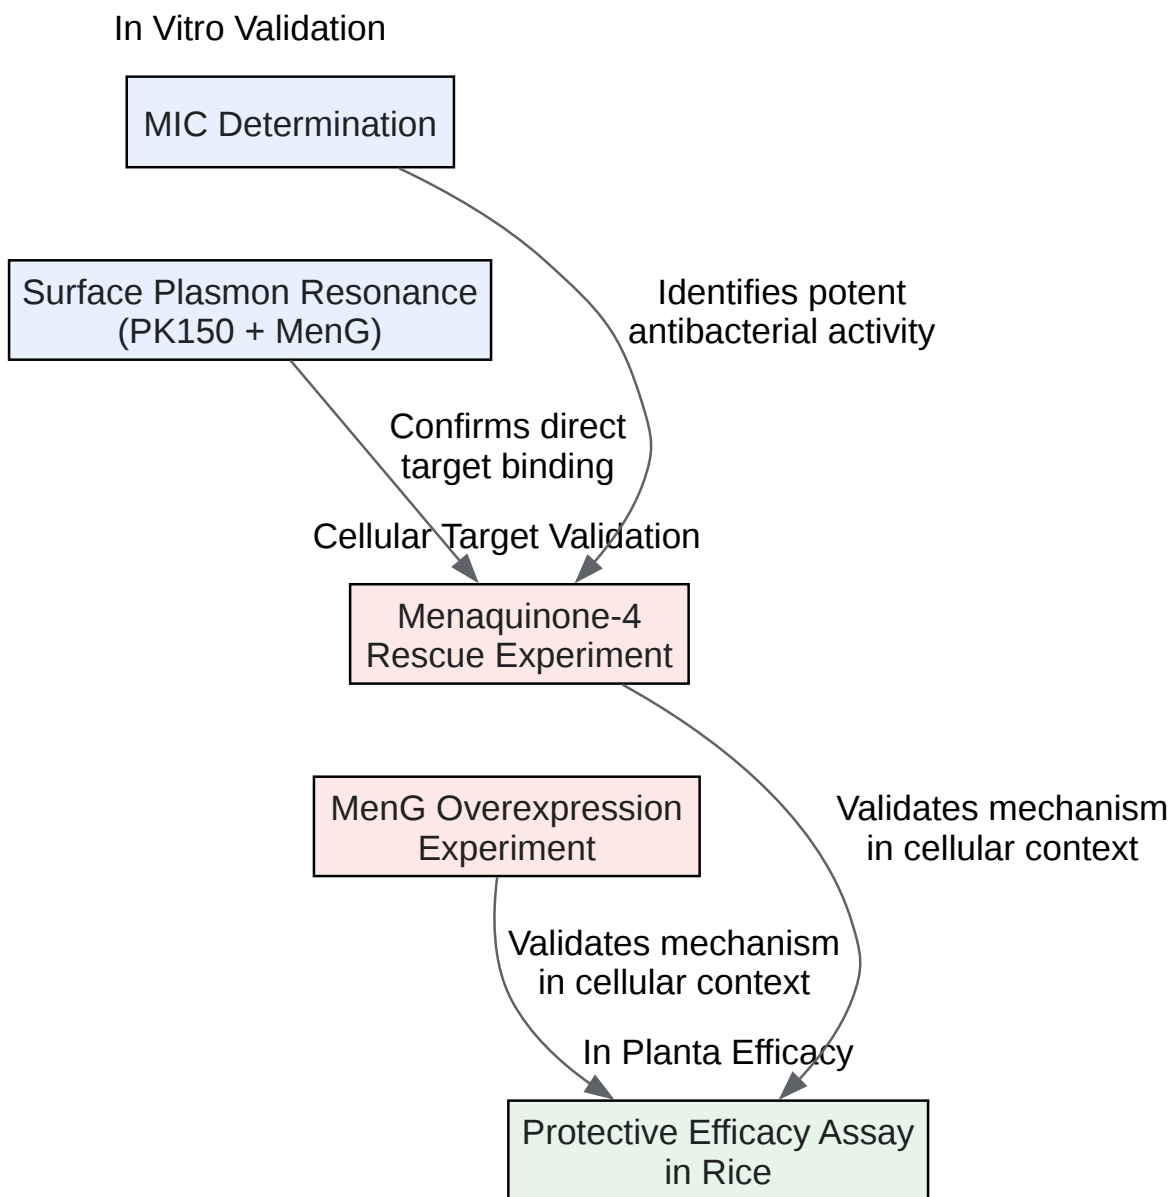 In Vitro Validation
MIC Determination
Surface Plasmon Resonance
(PK150 + MenG)
Identifies potent
antibacterial activity
Confirms direct
target binding
Cellular Target Validation
Menaquinone-4
Rescue Experiment
MenG Overexpression
Experiment
Validates mechanism
in cellular context
Validates mechanism
in cellular context
In Planta Efficacy
Protective Efficacy Assay
in Rice